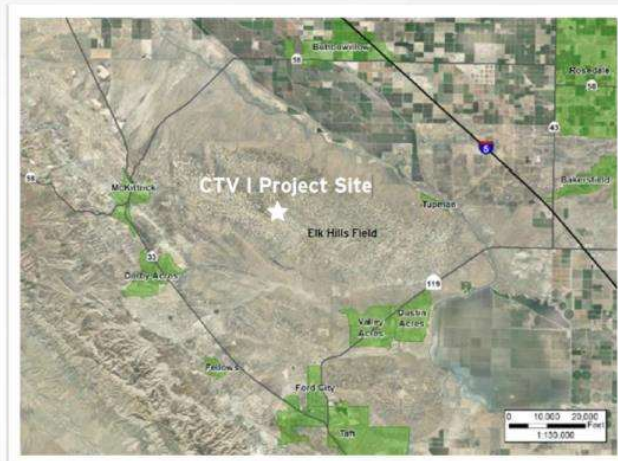 Buttonwillow
58
Rosedale
58
43
5
58
McKittrick
CTV I Project Site
Tupman
Bakersfield
Elk Hills Field
33
Derby Acres
119
Valley
Acres
Dustin
Acres
Fellows
Ford City
Taft
0 10,000 20,000
Feet
1:130,000